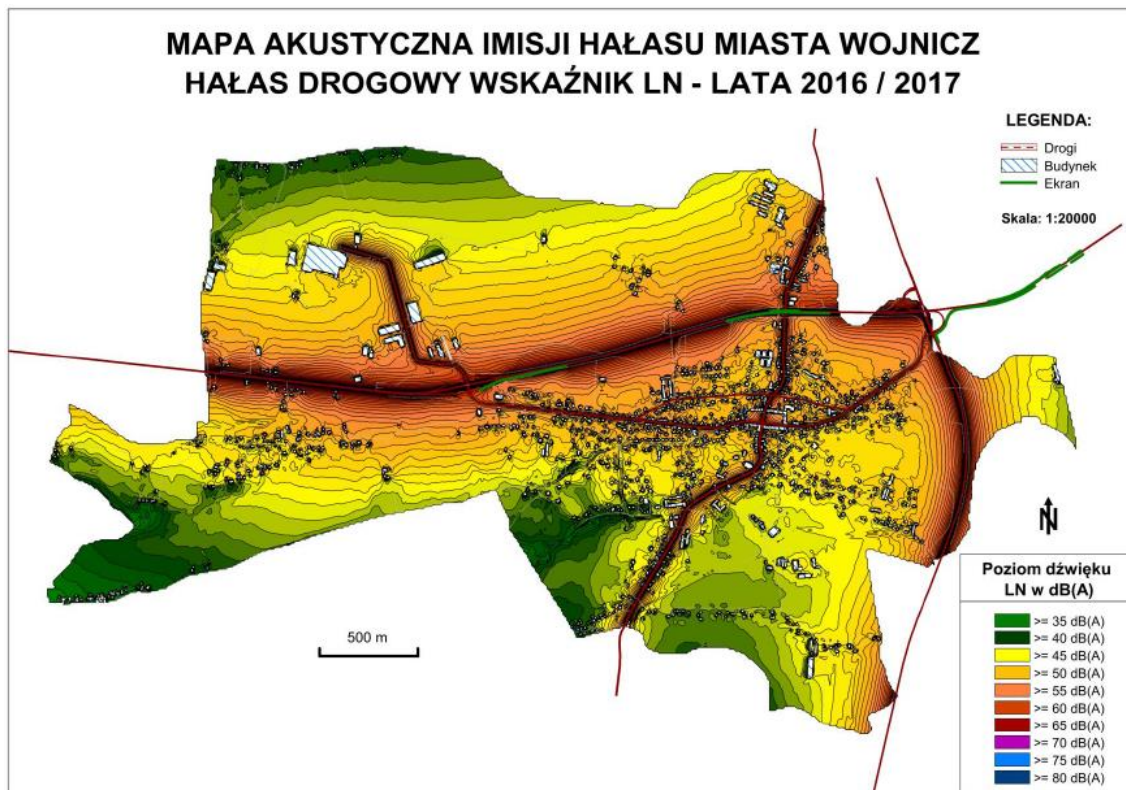 MAPA AKUSTYCZNA IMISJI HAŁASU MIASTA WOJNICZ
HAŁAS DROGOWY WSKAŹNIK LN - LATA 2016 / 2017
LEGENDA:
Drogi
Budynek
Ekran
Skala: 1:20000
N
500 m
Poziom dźwięku
LN w dB(A)
>= 35 dB(A)
>= 40 dB(A)
>= 45 dB(A)
>= 50 dB(A)
>= 55 dB(A)
>= 60 dB(A)
>= 65 dB(A)
>= 70 dB(A)
>= 75 dB(A)
>= 80 dB(A)